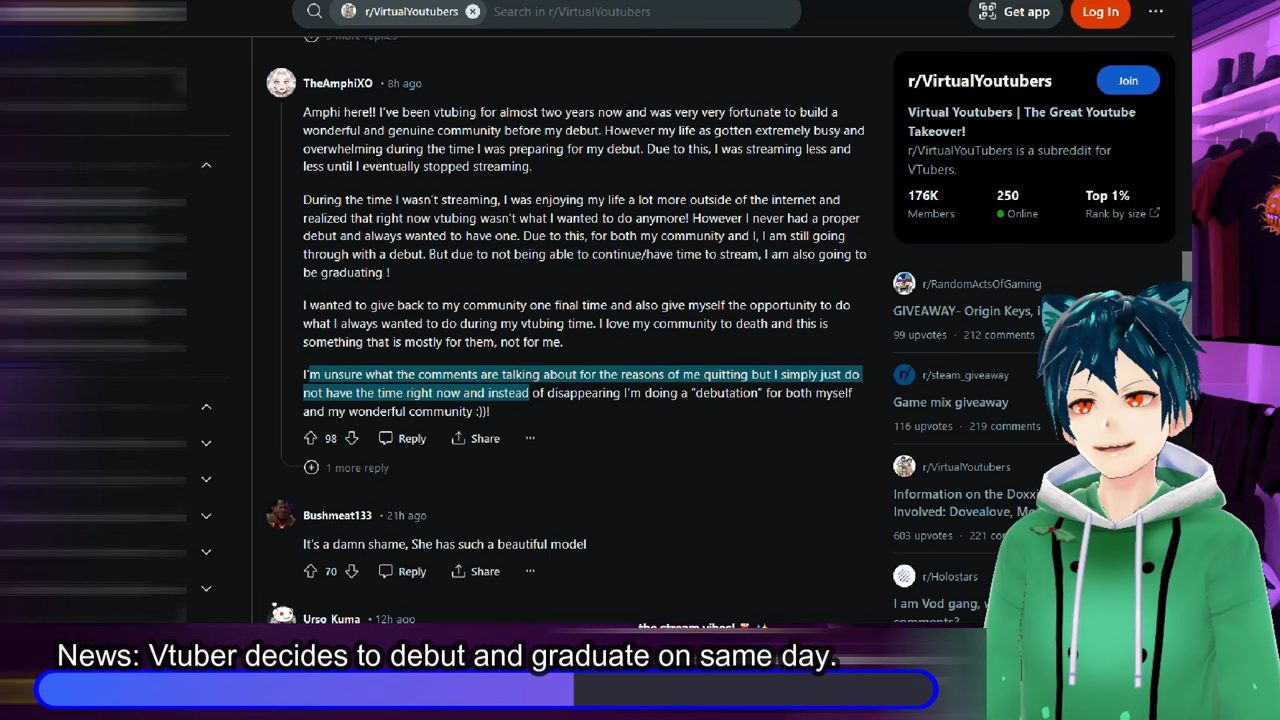 r/VirtualYoutubers
Search in r/VirtualYoutubers
Get app
Log In
TheAmphiXO • 8h ago
Amphi here!! I've been vtubing for almost two years now and was very very fortunate to build a
wonderful and genuine community before my debut. However my life as gotten extremely busy and
overwhelming during the time I was preparing for my debut. Due to this, I was streaming less and
less until I eventually stopped streaming.
During the time I wasn't streaming, I was enjoying my life a lot more outside of the internet and
realized that right now vtubing wasn't what I wanted to do anymore! However I never had a proper
debut and always wanted to have one. Due to this, for both my community and I, I am still going
through with a debut. But due to not being able to continue/have time to stream, I am also going to
be graduating !
I wanted to give back to my community one final time and also give myself the opportunity to do
what I always wanted to do during my vtubing time. I love my community to death and this is
something that is mostly for them, not for me.
I'm unsure what the comments are talking about for the reasons of me quitting but I simply just do
not have the time right now and instead of disappearing I'm doing a "debutation" for both myself
and my wonderful community :))!
98 Reply Share
1 more reply
Bushmeat133 • 21h ago
It's a damn shame, She has such a beautiful model
70 Reply Share
Urso Kuma • 12h ago
the stream vibes!
r/VirtualYoutubers
Join
Virtual Youtubers | The Great Youtube
Takeover!
r/VirtualYouTubers is a subreddit for
VTubers.
176K 250 Top 1%
Members Online Rank by size
r/RandomActsOfGaming
GIVEAWAY- Origin Keys,
99 upvotes · 212 comments
r/steam_giveaway
Game mix giveaway
116 upvotes · 219 comments
r/VirtualYoutubers
Information on the
Involved: Dovealove,
603 upvotes · 221
r/Holostars
I am Vod gang,
News: Vtuber decides to debut and graduate on same day.